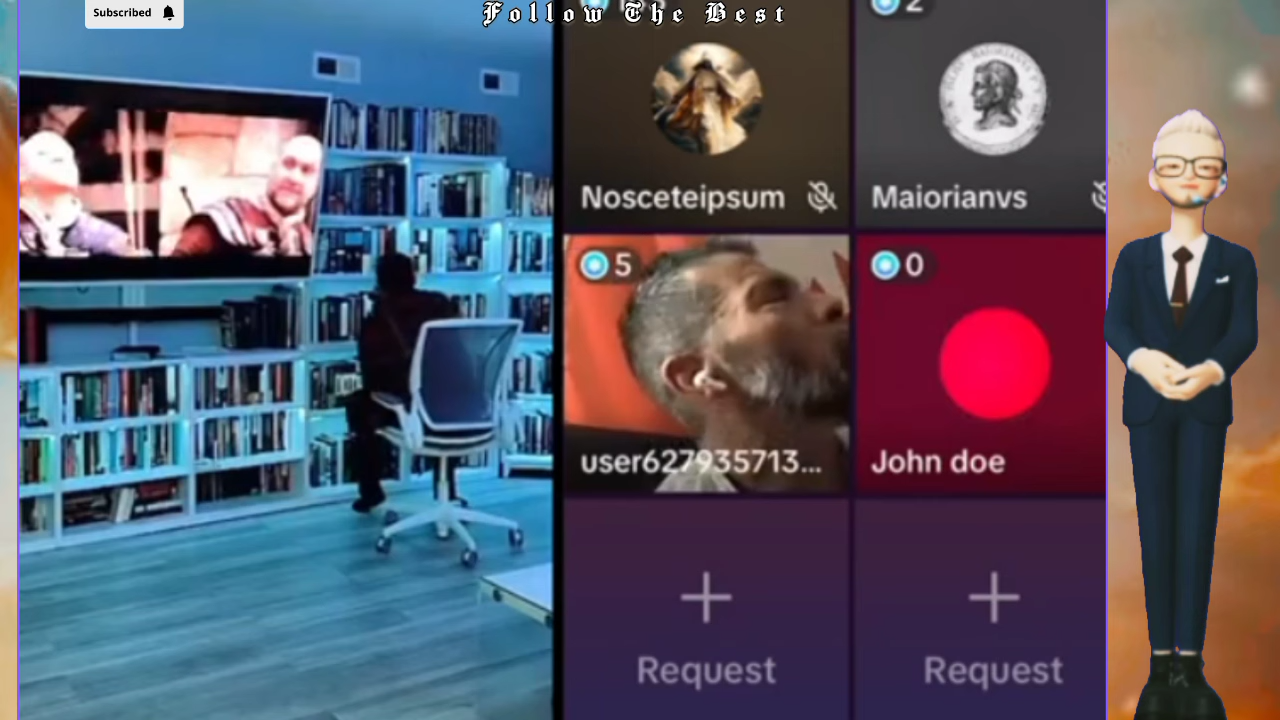 Subscribed
Follow The Best
2
Nosceteipsum
Maiorianvs
5
0
user627935713...
John doe
Request
Request